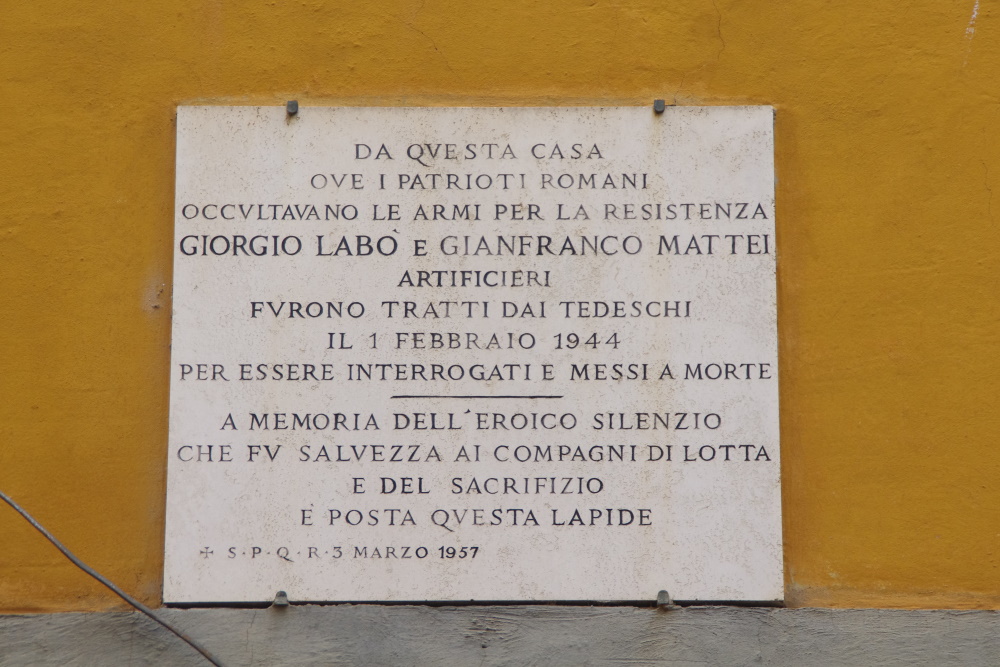 DA QVESTA CASA
OVE I PATRIOTI ROMANI
OCCVLTAVANO LE ARMI PER LA RESISTENZA
GIORGIO LABÒ E GIANFRANCO MATTEI
ARTIFICIERI
FVRONO TRATTI DAI TEDESCHI
IL 1 FEBBRAIO 1944
PER ESSERE INTERROGATI E MESSI A MORTE
A MEMORIA DELL'EROICO SILENZIO
CHE FV SALVEZZA AI COMPAGNI DI LOTTA
E DEL SACRIFIZIO
È POSTA QVESTA LAPIDE
✠ S·P·Q·R·3 MARZO 1957